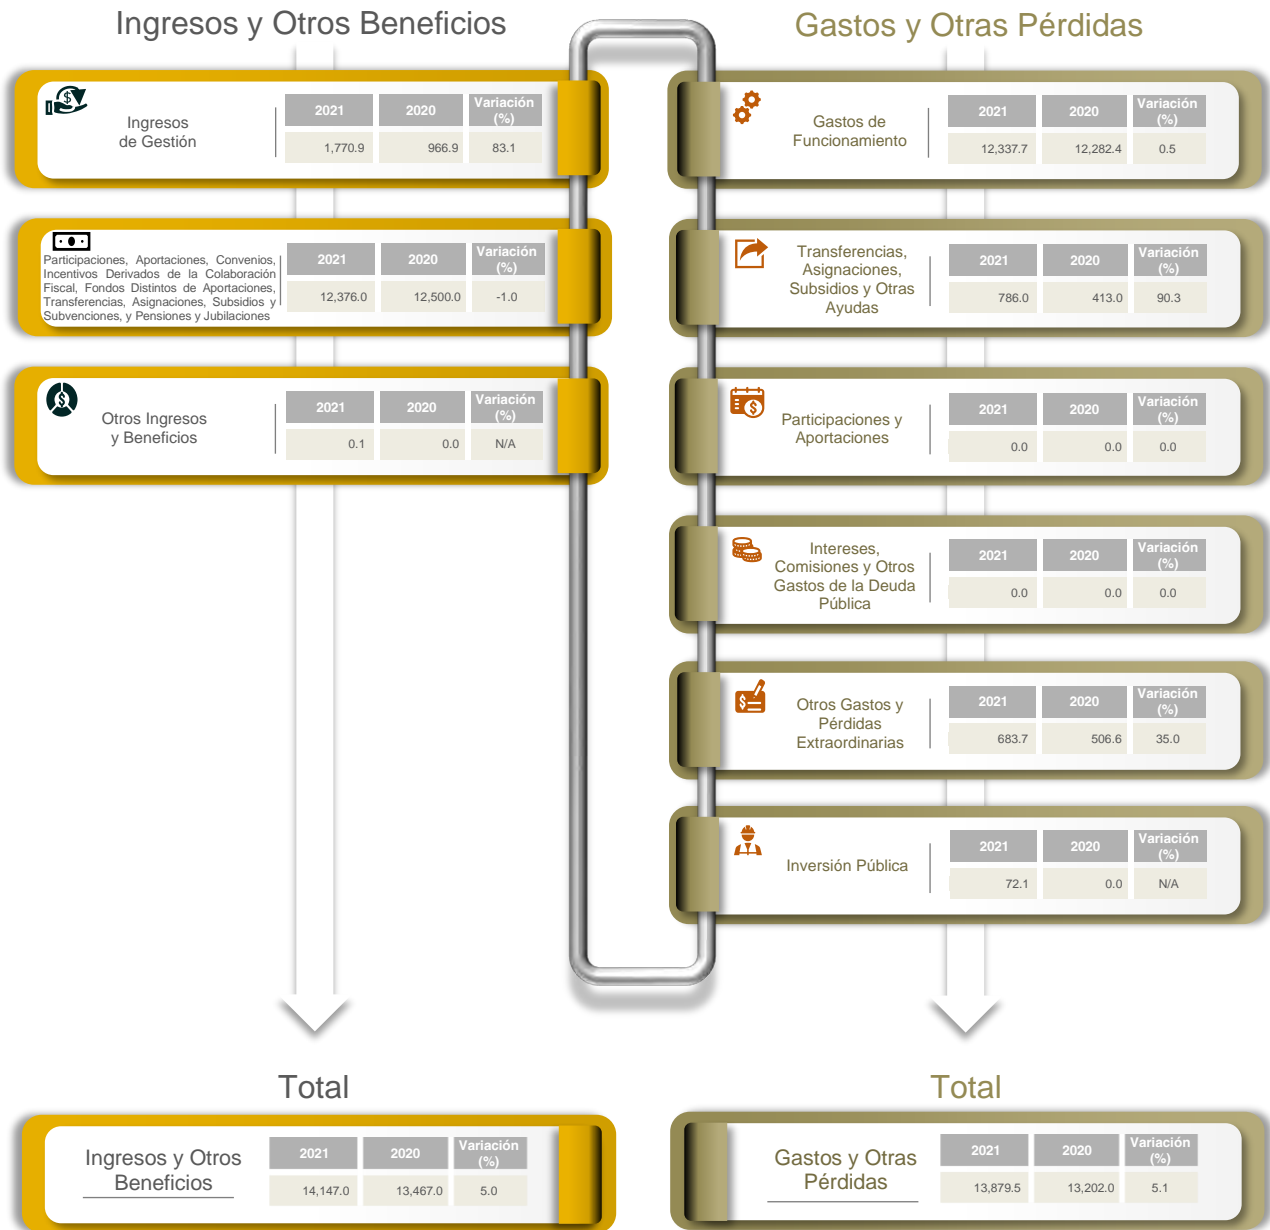 Ingresos y Otros Beneficios
Ingresos
de Gestión
2021 2020 Variación
(%)
1,770.9 966.9 83.1
Participaciones, Aportaciones, Convenios,
Incentivos Derivados de la Colaboración
Fiscal, Fondos Distintos de Aportaciones,
Transferencias, Asignaciones, Subsidios y
Subvenciones, y Pensiones y Jubilaciones
2021 2020 Variación
(%)
12,376.0 12,500.0 -1.0
Otros Ingresos
y Beneficios
2021 2020 Variación
(%)
0.1 0.0 N/A
Gastos y Otras Pérdidas
Gastos de
Funcionamiento
2021 2020 Variación
(%)
12,337.7 12,282.4 0.5
Transferencias,
Asignaciones,
Subsidios y Otras
Ayudas
2021 2020 Variación
(%)
786.0 413.0 90.3
Participaciones y
Aportaciones
2021 2020 Variación
(%)
0.0 0.0 0.0
Intereses,
Comisiones y Otros
Gastos de la Deuda
Pública
2021 2020 Variación
(%)
0.0 0.0 0.0
Otros Gastos y
Pérdidas
Extraordinarias
2021 2020 Variación
(%)
683.7 506.6 35.0
Inversión Pública
2021 2020 Variación
(%)
72.1 0.0 N/A
Total
Ingresos y Otros
Beneficios
2021 2020 Variación
(%)
14,147.0 13,467.0 5.0
Total
Gastos y Otras
Pérdidas
2021 2020 Variación
(%)
13,879.5 13,202.0 5.1